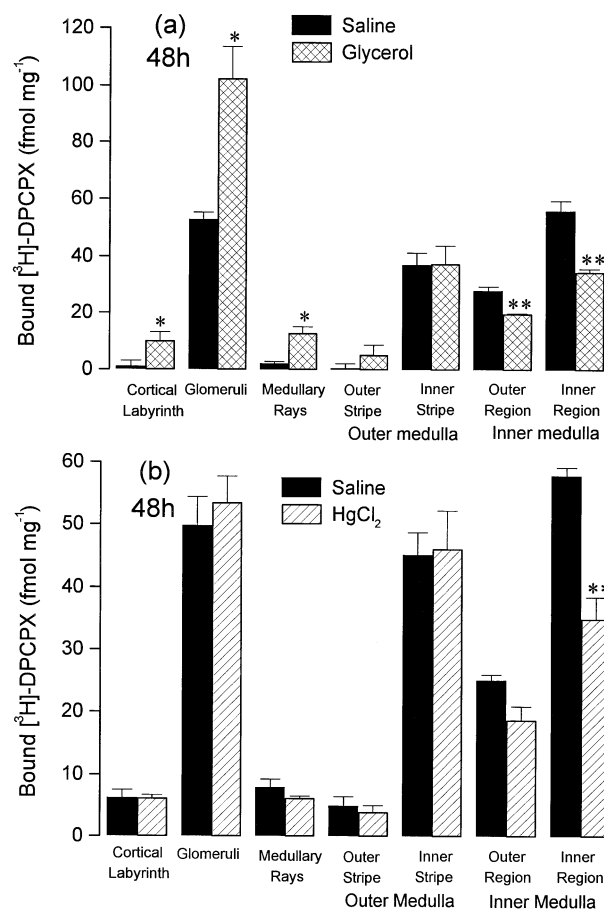 (a)
48h
Saline
Glycerol
Bound [³H]-DPCPX (fmol mg⁻¹)
120
100
80
60
40
20
0
*
*
*
**
**
Cortical Labyrinth
Glomeruli
Medullary Rays
Outer Stripe
Inner Stripe
Outer Region
Inner Region
Outer medulla
Inner medulla
(b)
48h
Saline
HgCl₂
Bound [³H]-DPCPX (fmol mg⁻¹)
60
50
40
30
20
10
0
**
Cortical Labyrinth
Glomeruli
Medullary Rays
Outer Stripe
Inner Stripe
Outer Region
Inner Region
Outer Medulla
Inner Medulla